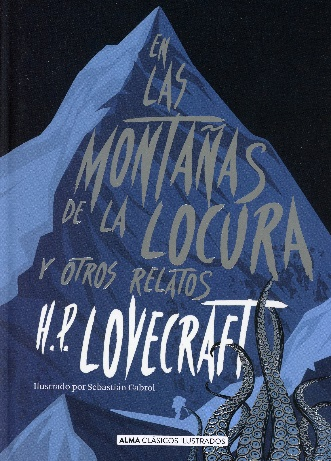 EN
LAS
MONTAÑAS
DE LA LOCURA
Y OTROS RELATOS
H.P. LOVECRAFT
Ilustrado por Sebastián Cabrol
ALMA CLÁSICOS ILUSTRADOS